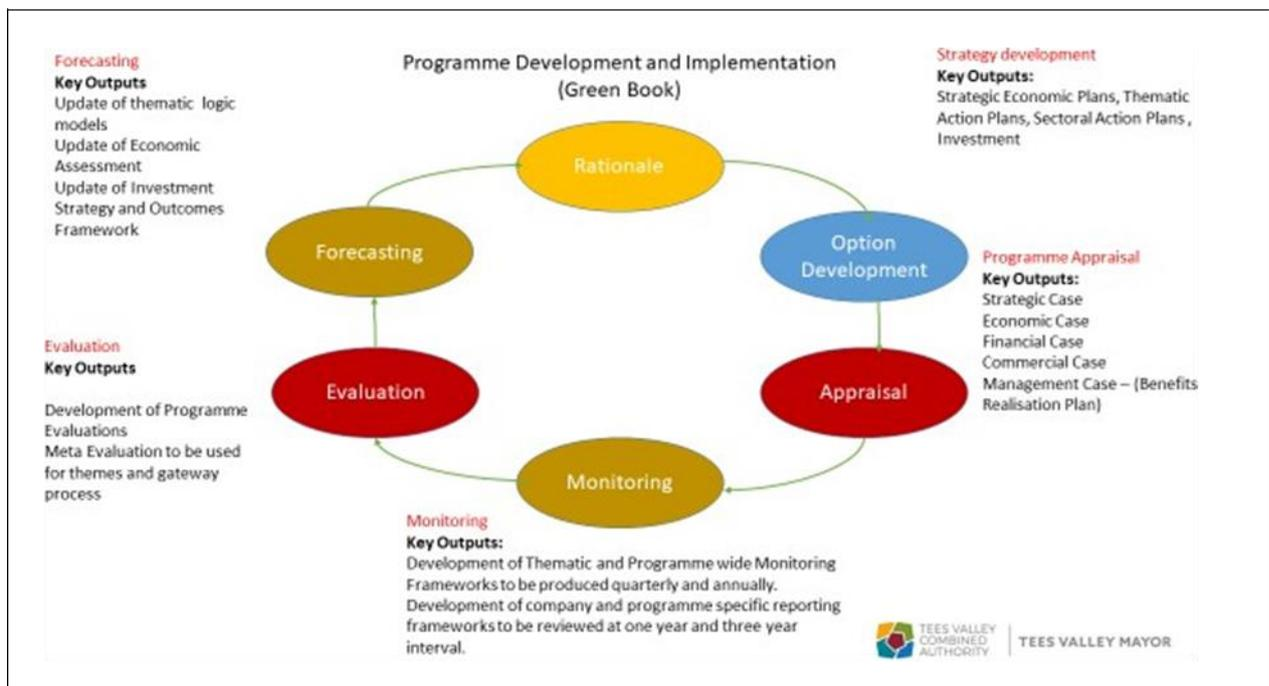 Programme Development and Implementation
(Green Book)
Forecasting
Key Outputs
Update of thematic logic
models
Update of Economic
Assessment
Update of Investment
Strategy and Outcomes
Framework
Strategy development
Key Outputs:
Strategic Economic Plans, Thematic
Action Plans, Sectoral Action Plans ,
Investment
Rationale
Forecasting
Option
Development
Programme Appraisal
Key Outputs:
Strategic Case
Economic Case
Financial Case
Commercial Case
Management Case – (Benefits
Realisation Plan)
Evaluation
Key Outputs
Development of Programme
Evaluations
Meta Evaluation to be used
for themes and gateway
process
Evaluation
Appraisal
Monitoring
Monitoring
Key Outputs:
Development of Thematic and Programme wide Monitoring
Frameworks to be produced quarterly and annually.
Development of company and programme specific reporting
frameworks to be reviewed at one year and three year
interval.
TEES VALLEY
COMBINED
AUTHORITY
TEES VALLEY MAYOR